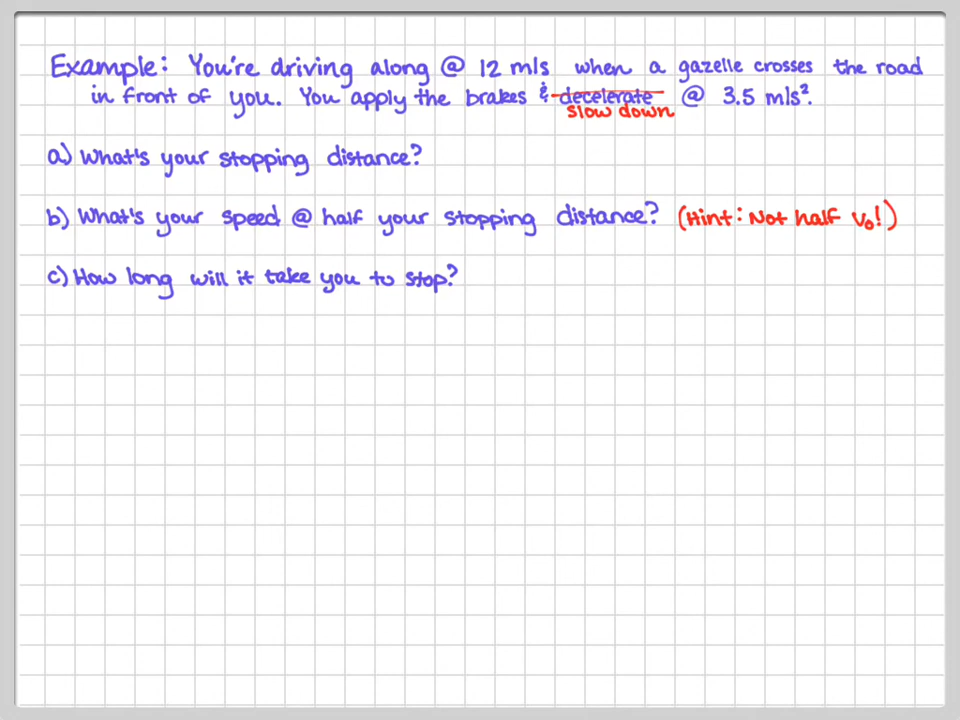 Example: You're driving along @ 12 m/s when a gazelle crosses the road
in front of you. You apply the brakes & decelerate @ 3.5 m/s².
slow down
a) What's your stopping distance?
b) What's your speed @ half your stopping distance? (Hint: Not half v₀!)
c) How long will it take you to stop?